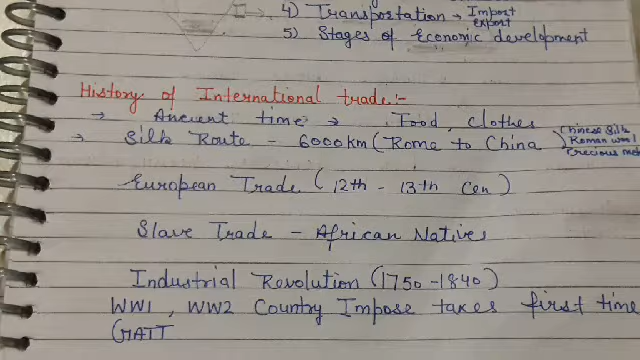 4) Transportation → Import
export
5) Stages of Economic development
History of International trade:-
→ Ancuent time → Food, clothes
→ Silk Route - 6000km (Rome to China
Chinese Silk
Roman wool
European Trade (12th - 13th Cen)
Slave Trade - African Natives
Industrial Revolution (1750-1840)
WW1, WW2 Country Impose taxes first time
GATT